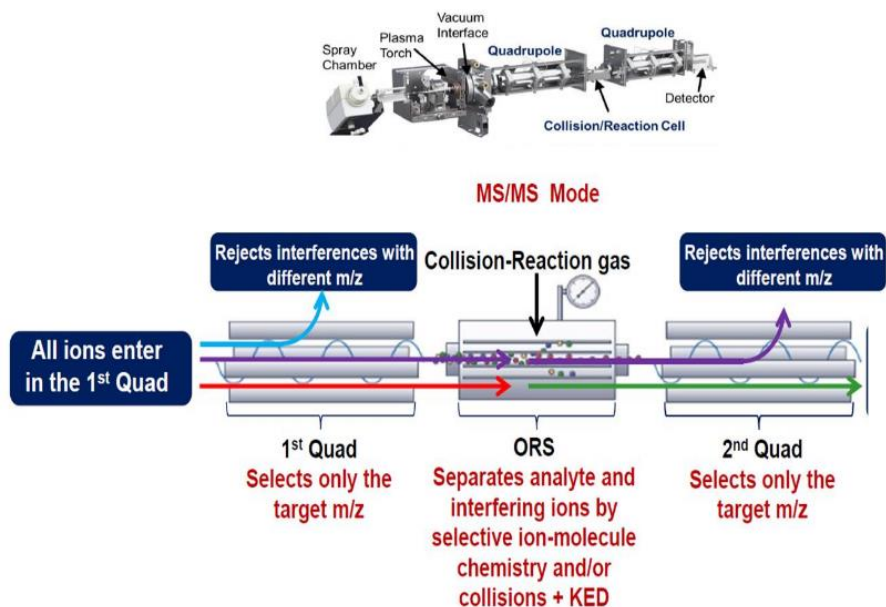 Vacuum
Interface
Plasma
Torch
Spray
Chamber
Quadrupole
Quadrupole
Detector
Collision/Reaction Cell
MS/MS Mode
Rejects interferences with
different m/z
Collision-Reaction gas
Rejects interferences with
different m/z
All ions enter
in the 1st Quad
1st Quad
Selects only the
target m/z
ORS
Separates analyte and
interfering ions by
selective ion-molecule
chemistry and/or
collisions + KED
2nd Quad
Selects only the
target m/z